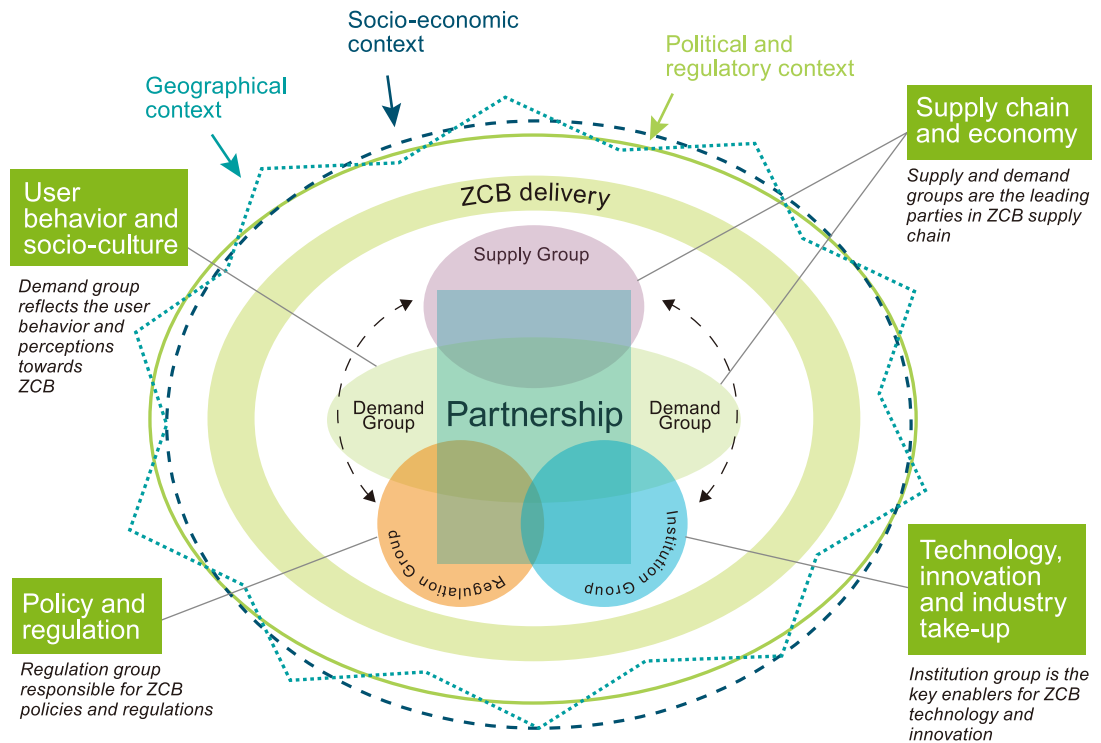 Socio-economic
context
Political and
regulatory context
Geographical
context
Supply chain
and economy
Supply and demand
groups are the leading
parties in ZCB supply
chain
User
behavior and
socio-culture
Demand group
reflects the user
behavior and
perceptions
towards
ZCB
ZCB delivery
Supply Group
Demand
Group
Partnership
Demand
Group
Regulation Group
Institution Group
Policy and
regulation
Regulation group
responsible for ZCB
policies and regulations
Technology,
innovation
and industry
take-up
Institution group is the
key enablers for ZCB
technology and
innovation